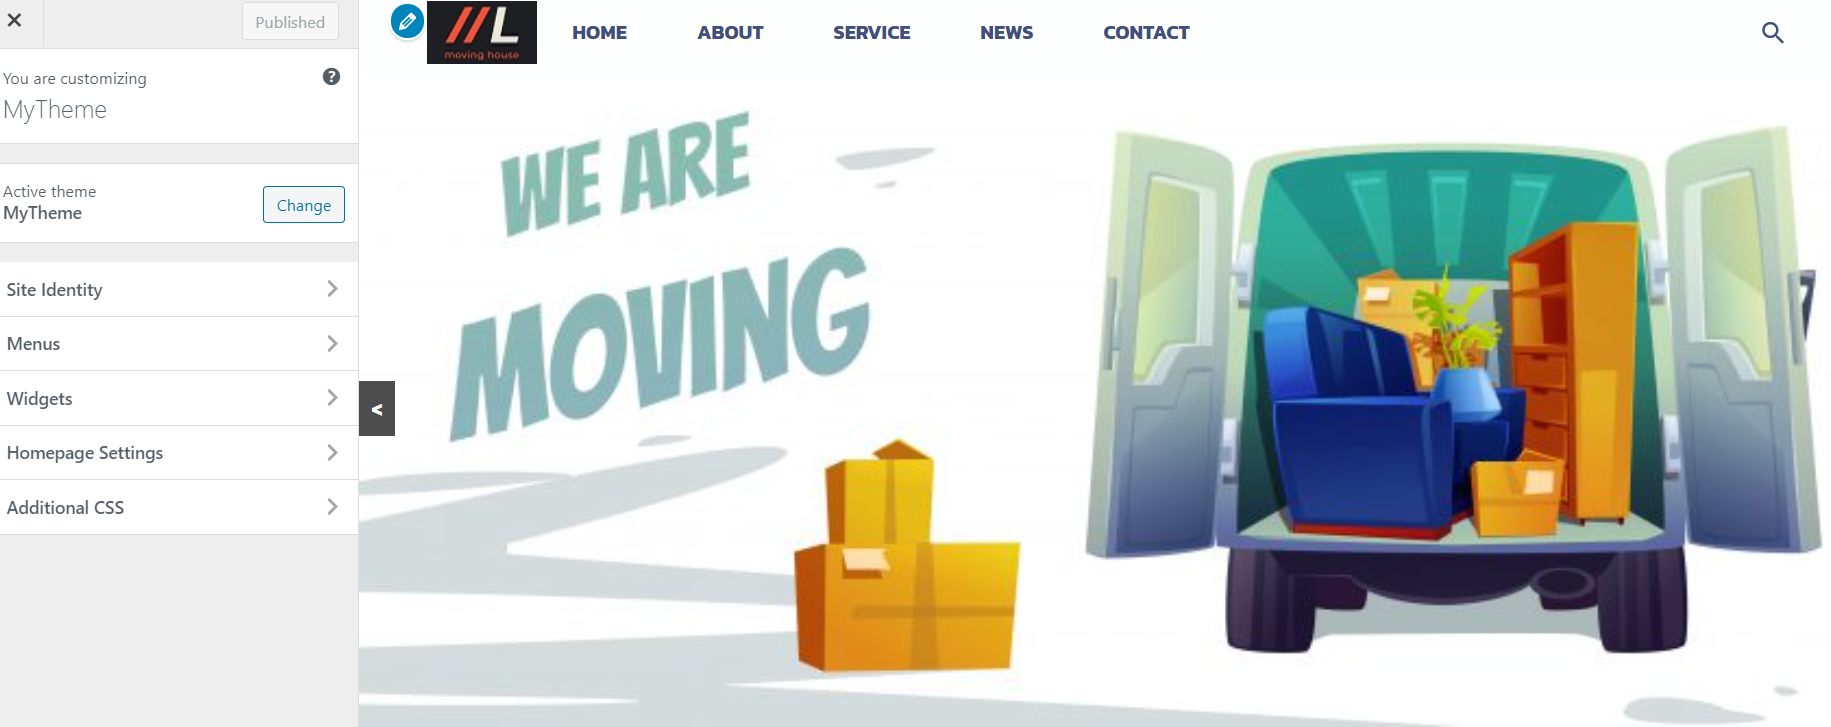 Published
You are customizing
MyTheme
Active theme
MyTheme
Change
Site Identity
Menus
Widgets
Homepage Settings
Additional CSS
L
moving house
HOME ABOUT SERVICE NEWS CONTACT
WE ARE
MOVING